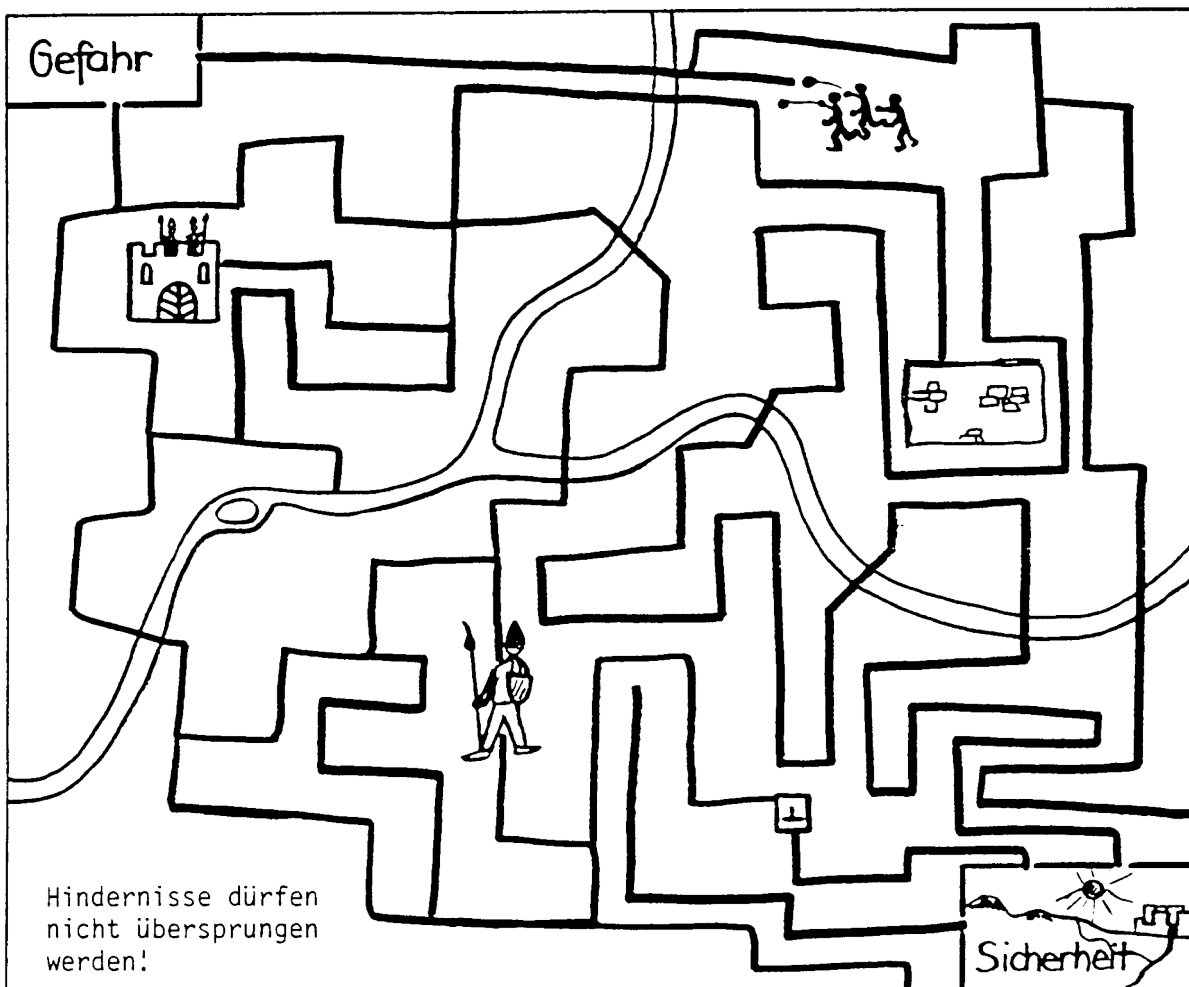 Gefahr
Hindernisse dürfen
nicht übersprungen
werden!
Sicherheit